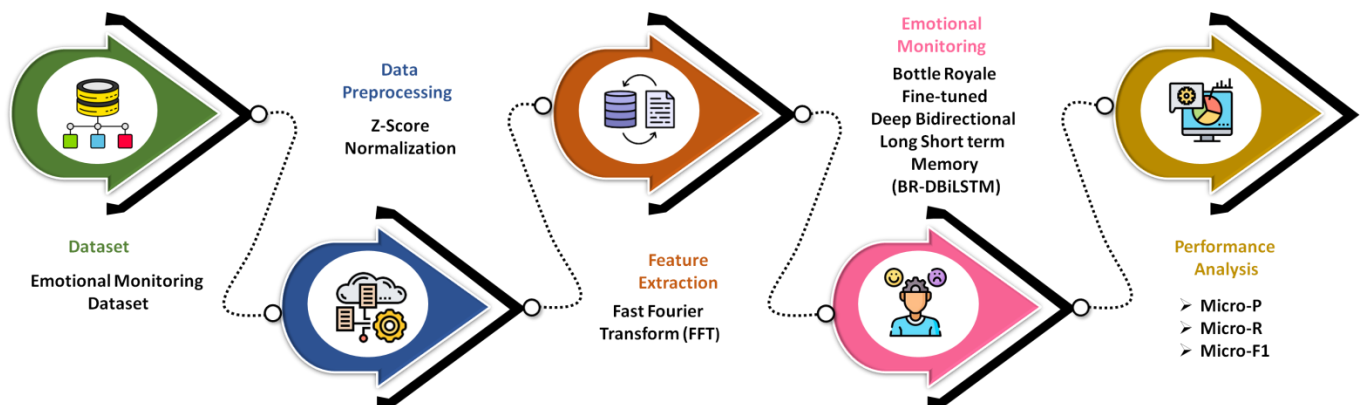 Dataset
Emotional Monitoring
Dataset
Data
Preprocessing
Z-Score
Normalization
Feature
Extraction
Fast Fourier
Transform (FFT)
Emotional
Monitoring
Bottle Royale
Fine-tuned
Deep Bidirectional
Long Short term
Memory
(BR-DBiLSTM)
Performance
Analysis
➢ Micro-P
➢ Micro-R
➢ Micro-F1